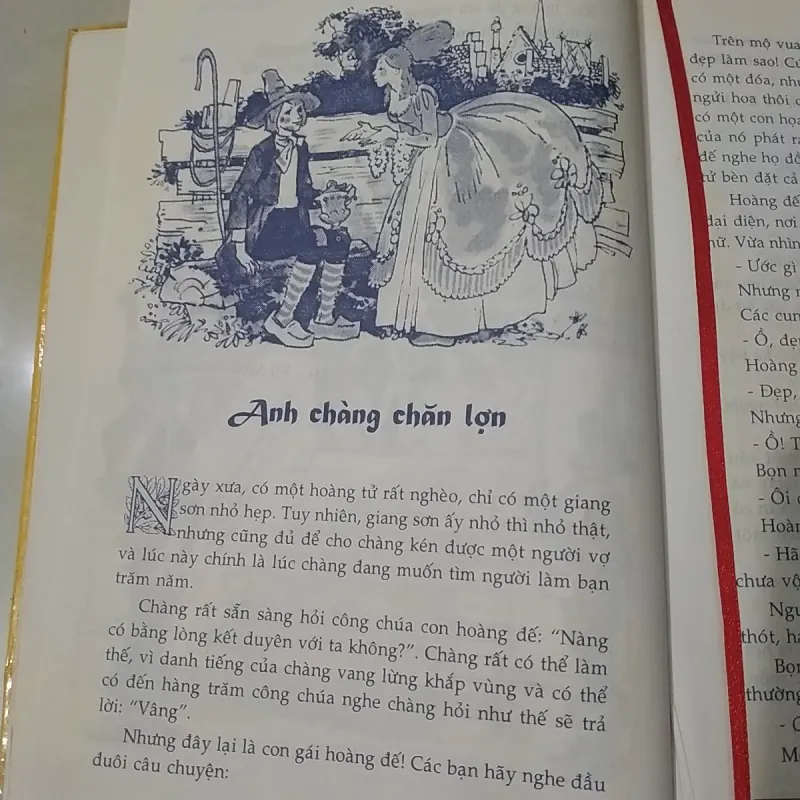 Anh chàng chăn lợn
Ngày xưa, có một hoàng tử rất nghèo, chỉ có một giang
sơn nhỏ hẹp. Tuy nhiên, giang sơn ấy nhỏ thì nhỏ thật,
nhưng cũng đủ để cho chàng kén được một người vợ
và lúc này chính là lúc chàng đang muốn tìm người làm bạn
trăm năm.
Chàng rất sẵn sàng hỏi công chúa con hoàng đế: “Nàng
có bằng lòng kết duyên với ta không?”. Chàng rất có thể làm
thế, vì danh tiếng của chàng vang lừng khắp vùng và có thể
có đến hàng trăm công chúa nghe chàng hỏi như thế sẽ trả
lời: “Vâng”.
Nhưng đây lại là con gái hoàng đế! Các bạn hãy nghe đầu
đuôi câu chuyện:
Trên mộ vua
đẹp làm sao!
có một đóa,
ngửi hoa thôi
có một con
của nó phát
đế nghe họ
tử bèn đặt cả
Hoàng đế
đại diện, nơi
nữ. Vừa nhìn
- Ước gì
Nhưng
Các
- Ồ,
Hoàng
- Đẹp,
Nhưng
- Ồ!
Bọn
- Ôi
- Hã
chưa
thót,
Bọn
thường